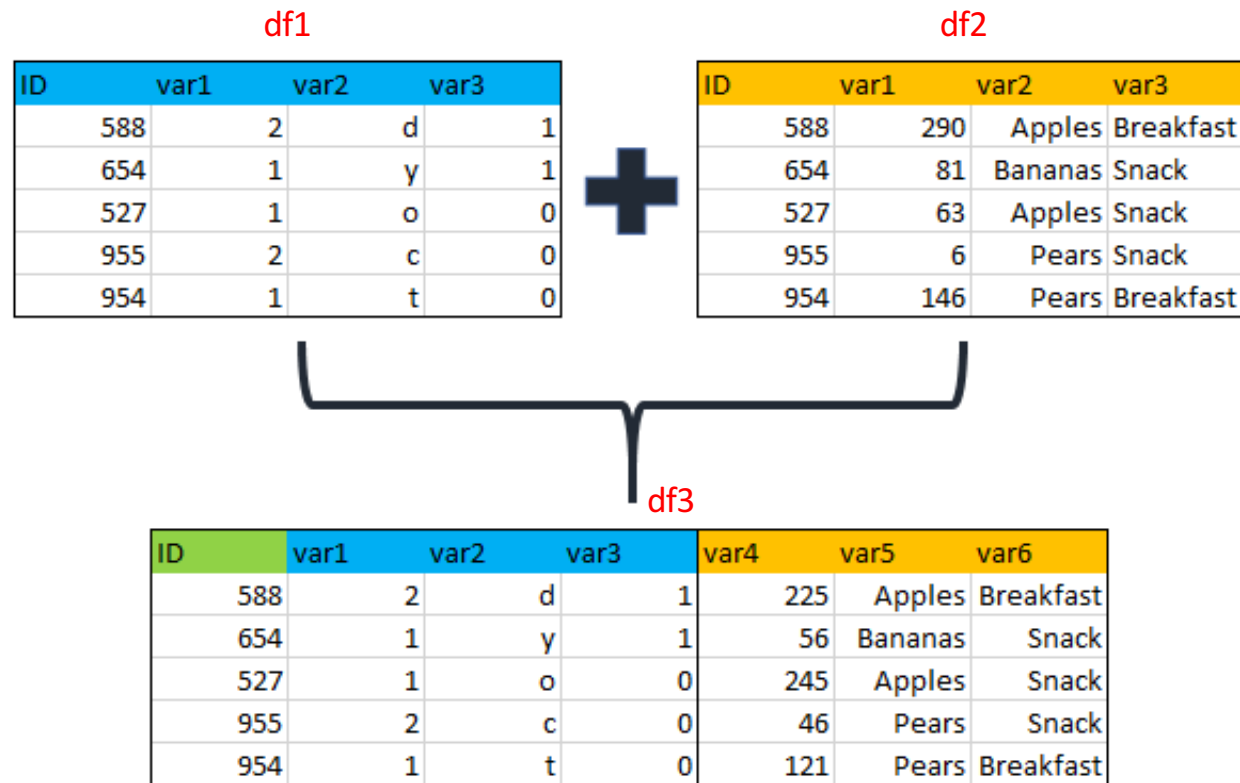 df1
df2
ID var1 var2 var3
588 2 d 1
654 1 y 1
527 1 o 0
955 2 c 0
954 1 t 0
ID var1 var2 var3
588 290 Apples Breakfast
654 81 Bananas Snack
527 63 Apples Snack
955 6 Pears Snack
954 146 Pears Breakfast
df3
ID var1 var2 var3 var4 var5 var6
588 2 d 1 225 Apples Breakfast
654 1 y 1 56 Bananas Snack
527 1 o 0 245 Apples Snack
955 2 c 0 46 Pears Snack
954 1 t 0 121 Pears Breakfast